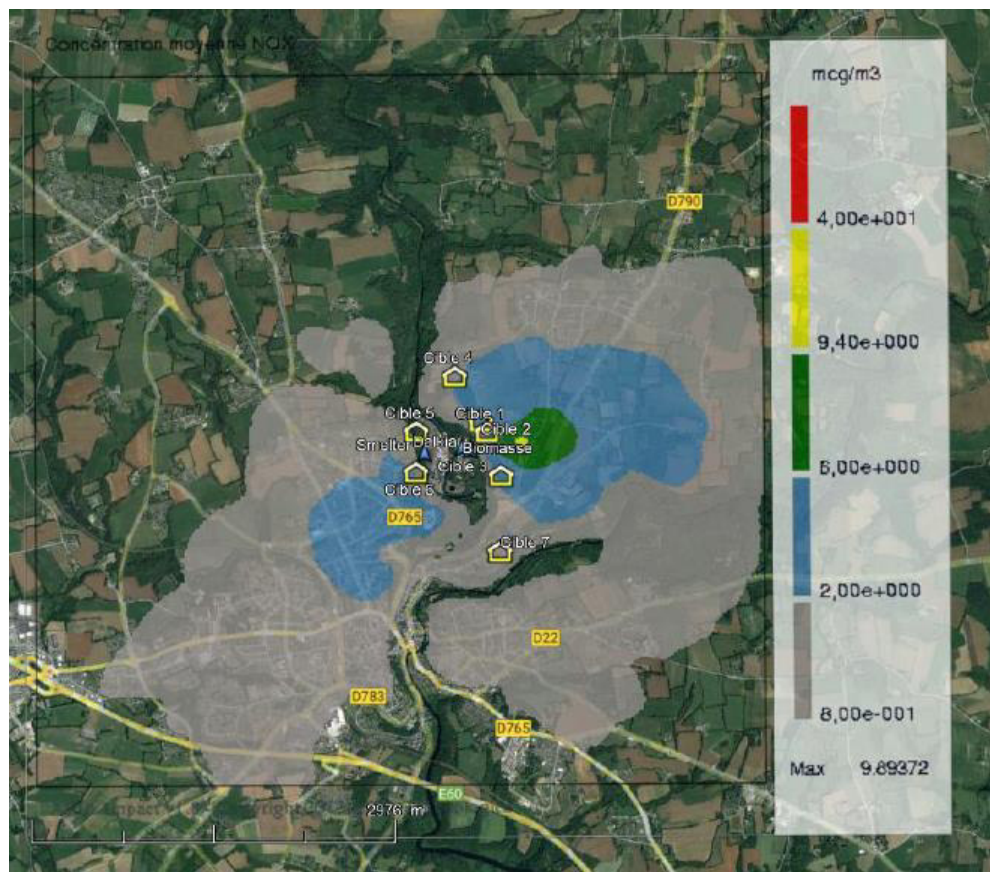 Concentration moyenne NOX
mcg/m3
D790
4,00e+001
9,40e+000
Cible 4
Cible 5
Cible 1
Cible 2
Smelter
Dalkia
Biomasse
Cible 3
5,00e+000
Cible 6
D765
Cible 7
2,00e+000
D22
D783
8,00e-001
D765
Max 9.89372
E60
2976 m